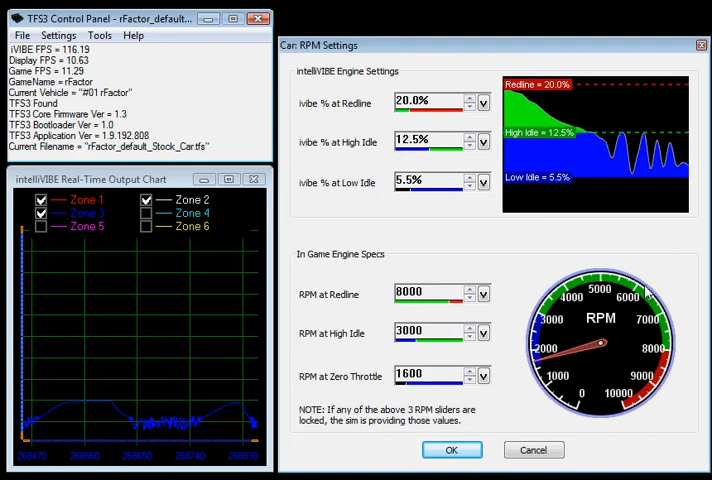 TFS3 Control Panel - rFactor_default...
File Settings Tools Help
iVIBE FPS = 116.19
Display FPS = 10.63
Game FPS = 11.29
GameName = rFactor
Current Vehicle = "#01 rFactor"
TFS3 Found
TFS3 Core Firmware Ver = 1.3
TFS3 Bootloader Ver = 1.0
TFS3 Application Ver = 1.9.192.808
Current Filename = "rFactor_default_Stock_Car.tfs"
intelliVIBE Real-Time Output Chart
Zone 1 Zone 2
Zone 3 Zone 4
Zone 5 Zone 6
268470 268560 268650 268740 268830
Car: RPM Settings
intelliVIBE Engine Settings
ivibe % at Redline 20.0%
ivibe % at High Idle 12.5%
ivibe % at Low Idle 5.5%
Redline = 20.0%
High Idle = 12.5%
Low Idle = 5.5%
In Game Engine Specs
RPM at Redline 8000
RPM at High Idle 3000
RPM at Zero Throttle 1600
NOTE: If any of the above 3 RPM sliders are
locked, the sim is providing those values.
RPM
0
1000
2000
3000
4000
5000
6000
7000
8000
9000
10000
OK Cancel